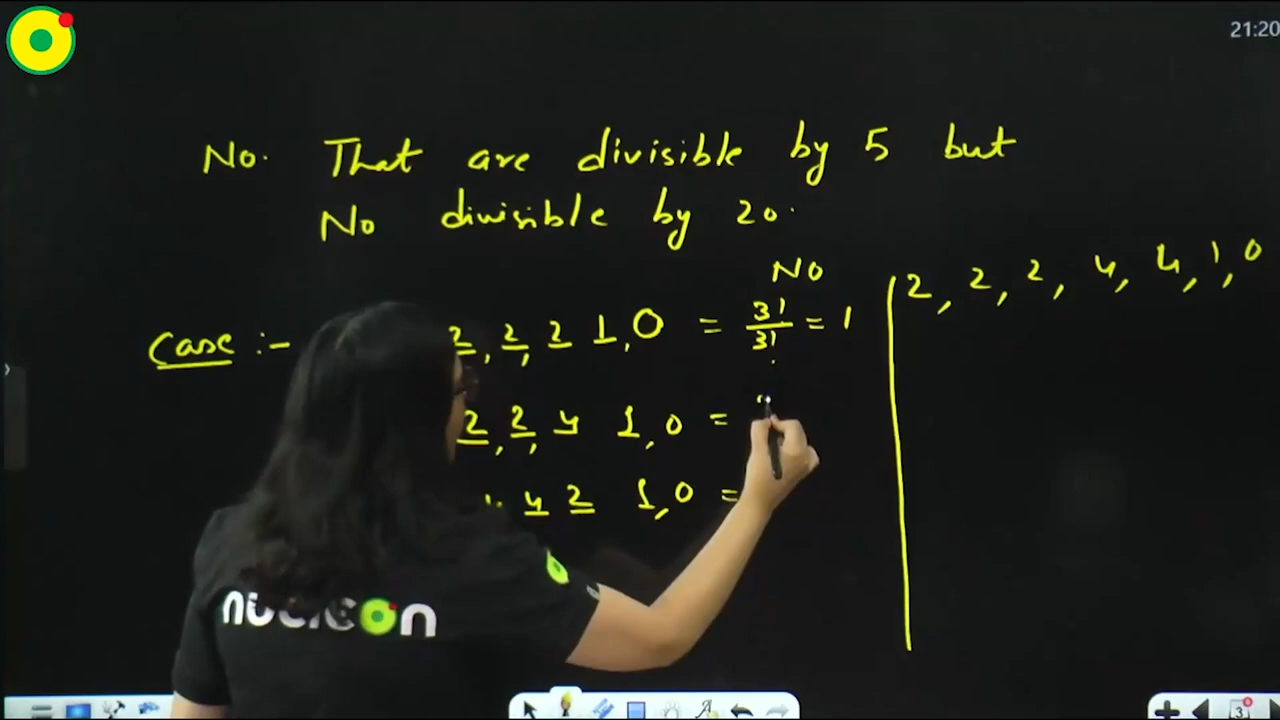 21:20
No. That are divisible by 5 but
No divisible by 20.
2, 2, 2, 4, 4, 1, 0
NO
Case :- 2, 2, 2 1, 0 = 3!/3! = 1
2, 2, 4 1, 0 =
4 2 1, 0 =
nucleon
3